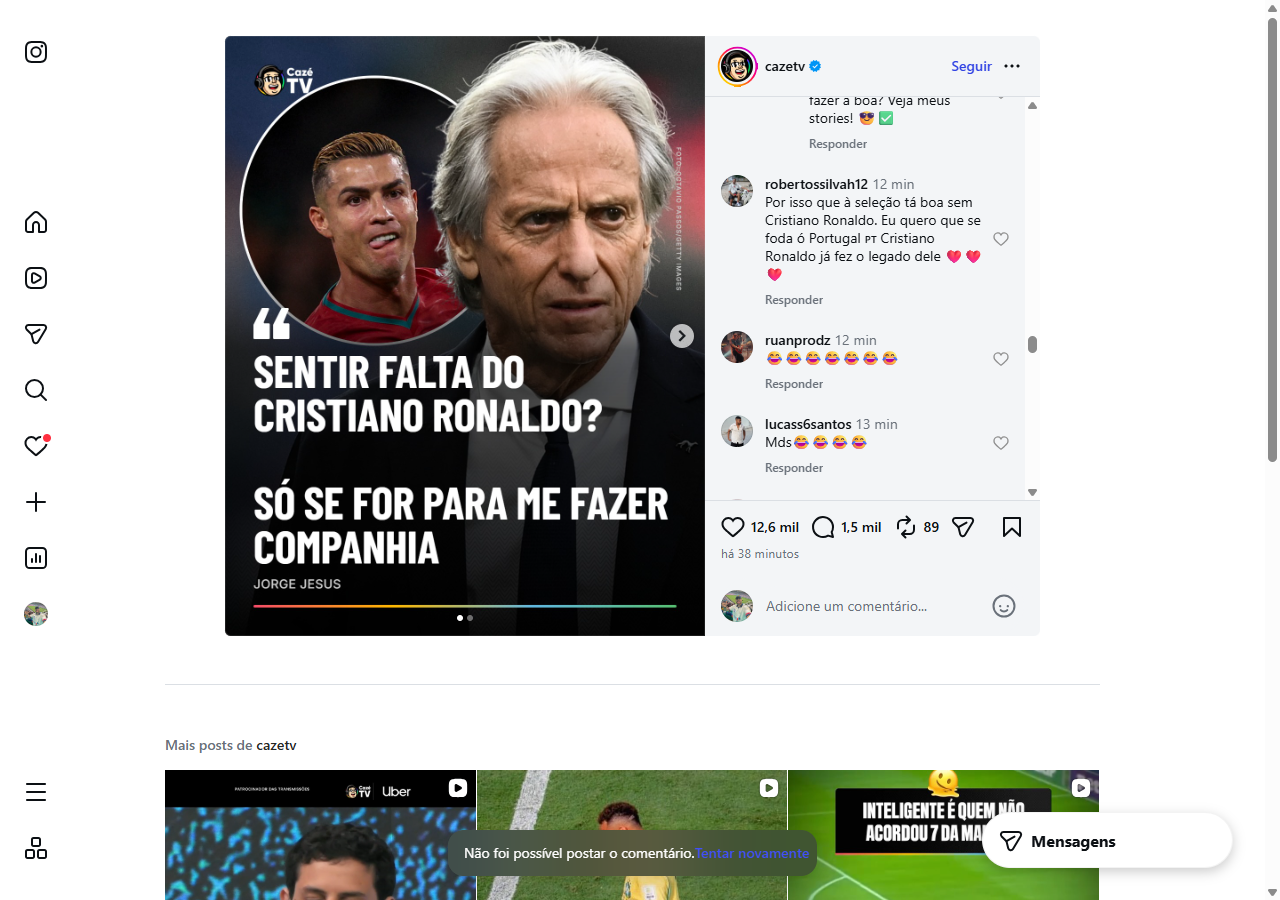 Cazé
TV
FOTO: OCTAVIO PASSOS/GETTY IMAGES
SENTIR FALTA DO
CRISTIANO RONALDO?
SÓ SE FOR PARA ME FAZER
COMPANHIA
JORGE JESUS
cazetv
Seguir
fazer a boa? Veja meus
stories! 😎 ✅
Responder
robertossilvah12 12 min
Por isso que à seleção tá boa sem
Cristiano Ronaldo. Eu quero que se
foda ó Portugal PT Cristiano
Ronaldo já fez o legado dele ❤️ ❤️
❤️
Responder
ruanprodz 12 min
😂😂😂😂😂😂😂
Responder
lucass6santos 13 min
Mds😂😂😂😂
Responder
12,6 mil 1,5 mil 89
há 38 minutos
Adicione um comentário...
Mais posts de cazetv
PATROCINADOR DAS TRANSMISSÕES
Cazé
TV
Uber
INTELIGENTE É QUEM NÃO
ACORDOU 7 DA
Não foi possível postar o comentário. Tentar novamente
Mensagens